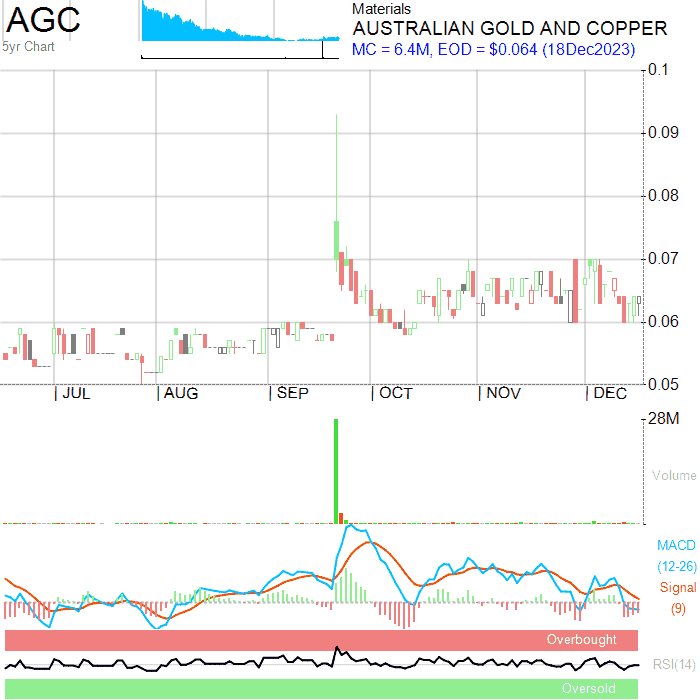 AGC
5yr Chart
Materials
AUSTRALIAN GOLD AND COPPER
MC = 6.4M, EOD = $0.064 (18Dec2023)
0.1
0.09
0.08
0.07
0.06
0.05
JUL
AUG
SEP
OCT
NOV
DEC
28M
Volume
MACD
(12-26)
Signal
(9)
Overbought
RSI(14)
Oversold